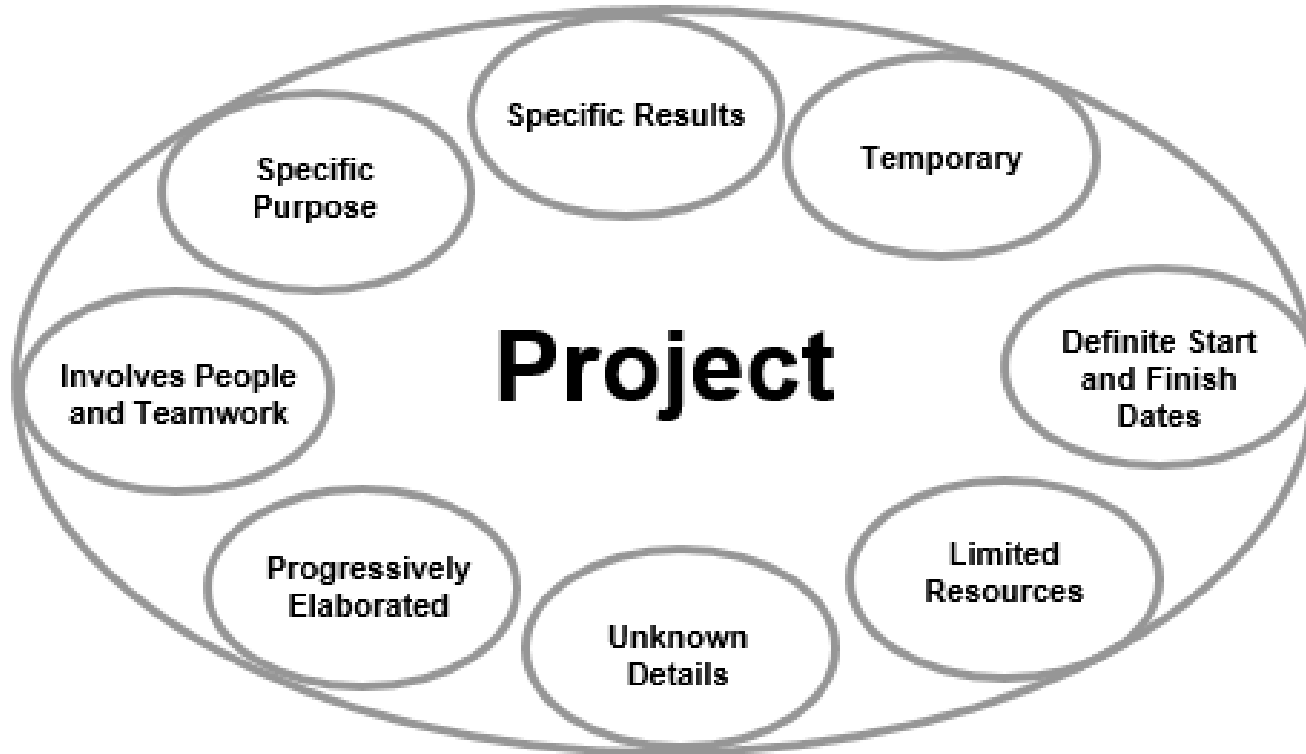 Specific Results
Temporary
Specific
Purpose
Project
Definite Start
and Finish
Dates
Involves People
and Teamwork
Limited
Resources
Progressively
Elaborated
Unknown
Details